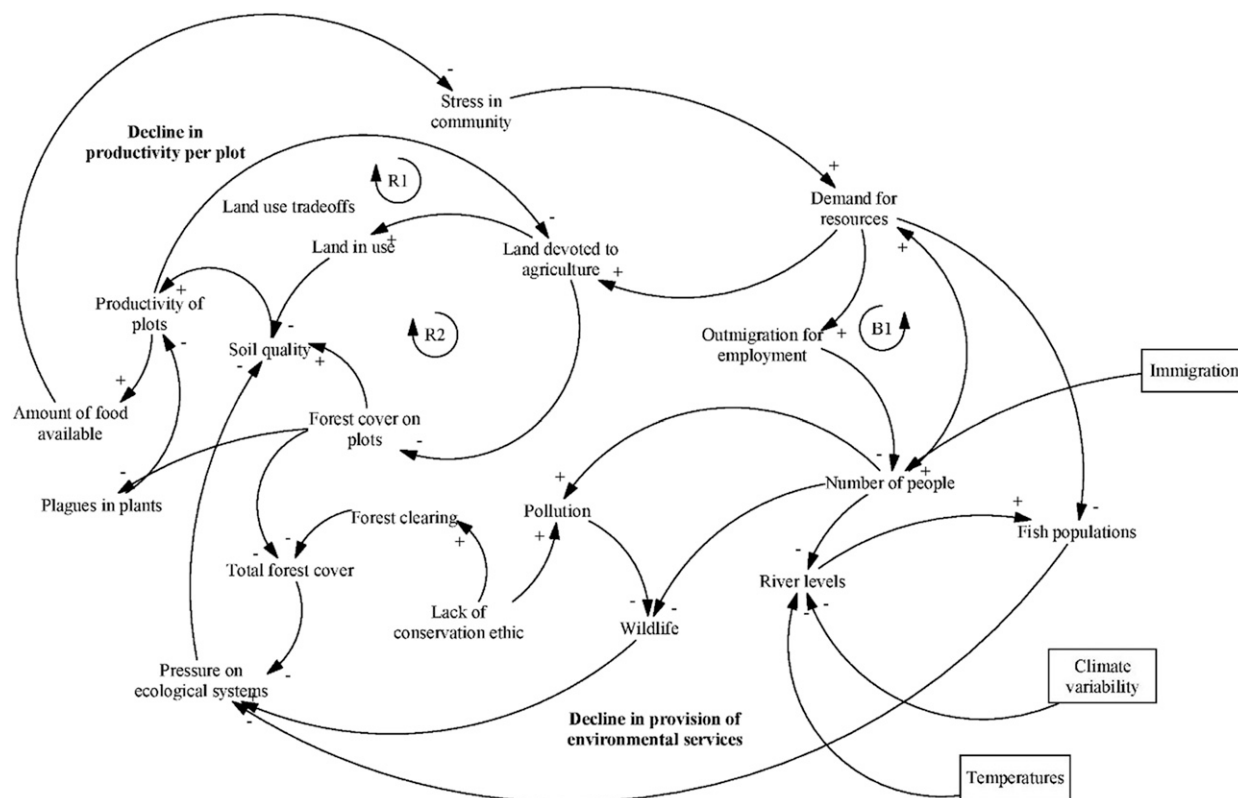 -
Stress in
community
Decline in
productivity per plot
+
R1
Demand for
resources
Land use tradeoffs
-
+
Land in use
+
Land devoted to
agriculture
+
+
Productivity of
plots
-
-
Soil quality
-
+
R2
Outmigration for
employment
+
B1
Immigration
+
Amount of food
available
Forest cover on
plots
-
-
Plagues in plants
-
+
Number of people
+
Pollution
+
Forest clearing
+
+
-
Fish populations
-
-
Total forest cover
-
River levels
-
-
Lack of
conservation ethic
-
-
Wildlife
Pressure on
ecological systems
-
+
-
Climate
variability
Decline in provision of
environmental services
Temperatures